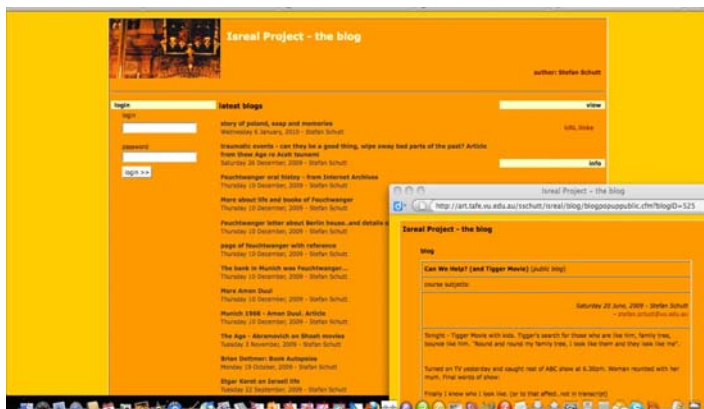 Isreal Project - the blog
author: Stefan Schutt
login
login
password
login >>
latest blogs
story of poland, soap and memories
Wednesday 6 January, 2010 - Stefan Schutt
traumatic events - can they be a good thing, wipe away bad parts of the past? Article
from thew Age re Aceh tsunami
Saturday 26 December, 2009 - Stefan Schutt
Feuchtwanger oral histoy - from Internet Archives
Thursday 10 December, 2009 - Stefan Schutt
More about life and books of Feuchwanger
Thursday 10 December, 2009 - Stefan Schutt
Feuchtwanger letter about Berlin house..and details
Thursday 10 December, 2009 - Stefan Schutt
page of feuchtwanger with reference
Thursday 10 December, 2009 - Stefan Schutt
The bank in Munich was Feuchtwanger...
Thursday 10 December, 2009 - Stefan Schutt
More Amon Duul
Thursday 10 December, 2009 - Stefan Schutt
Munich 1968 - Amon Duul. Article
Thursday 10 December, 2009 - Stefan Schutt
The Age - Abramovich on Shoah movies
Tuesday 3 November, 2009 - Stefan Schutt
Brian Dettmer: Book Autopsies
Monday 19 October, 2009 - Stefan Schutt
Etgar Keret on Israeli life
Tuesday 22 September, 2009 - Stefan Schutt
view
URL links
info
Isreal Project - the blog
http://art.tafe.vu.edu.au/sschutt/isreal/blog/blogpopuppublic.cfm?blogID=525
Isreal Project - the blog
blog
Can We Help? (and Tigger Movie) (public blog)
course subjects:
Saturday 20 June, 2009 - Stefan Schutt
- stefan.schutt@vu.edu.au
Tonight - Tigger Movie with kids. Tigger's search for those who are like him, family tree,
bounce like him. "Round and round my family tree, I look like them and they look like me".
Turned on TV yesterday and caught rest of ABC show at 6.30pm. Women reunited with her
mum. Final words of show:
Finally I know who I look like. (or to that effect, not in transcript)